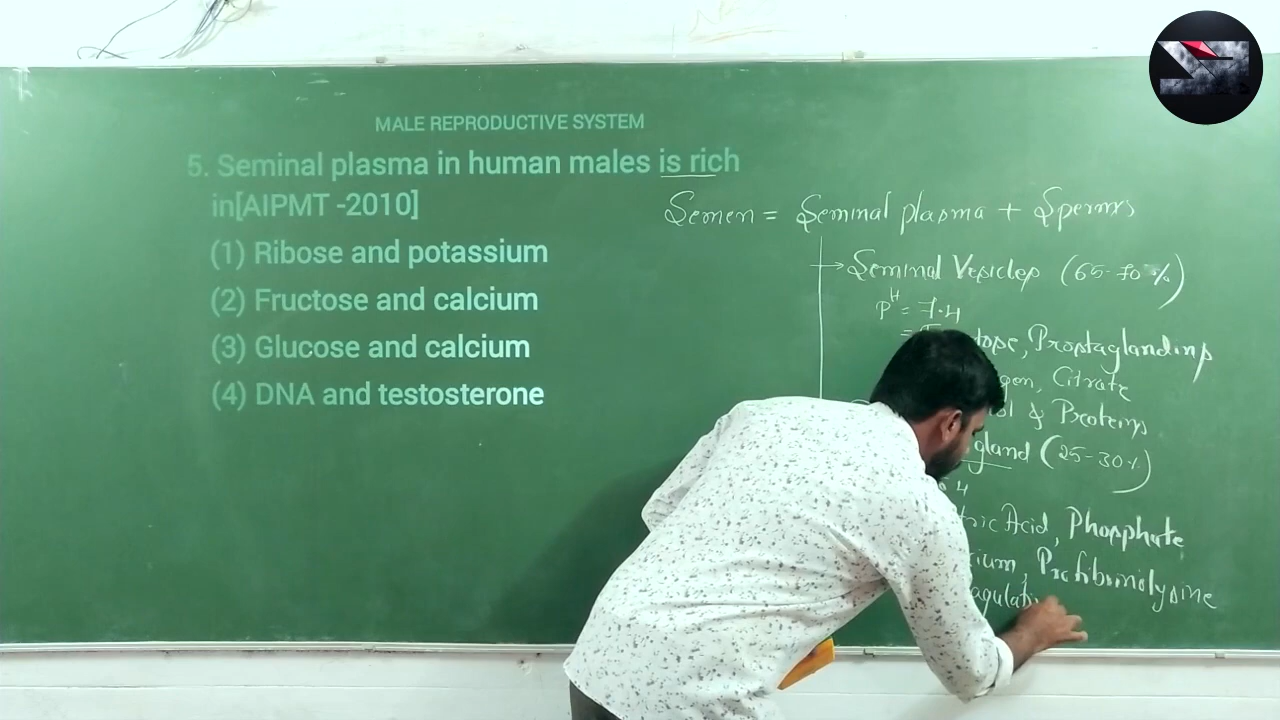 MALE REPRODUCTIVE SYSTEM
5. Seminal plasma in human males is rich
in[AIPMT -2010]
(1) Ribose and potassium
(2) Fructose and calcium
(3) Glucose and calcium
(4) DNA and testosterone
Semen = Seminal plasma + Sperms
Seminal Vesicles (65-70%)
pH = 7.4
Prostaglandins
Citrate
& Proteins
gland (25-30%)
Acid, Phosphate
Profibrinolysine